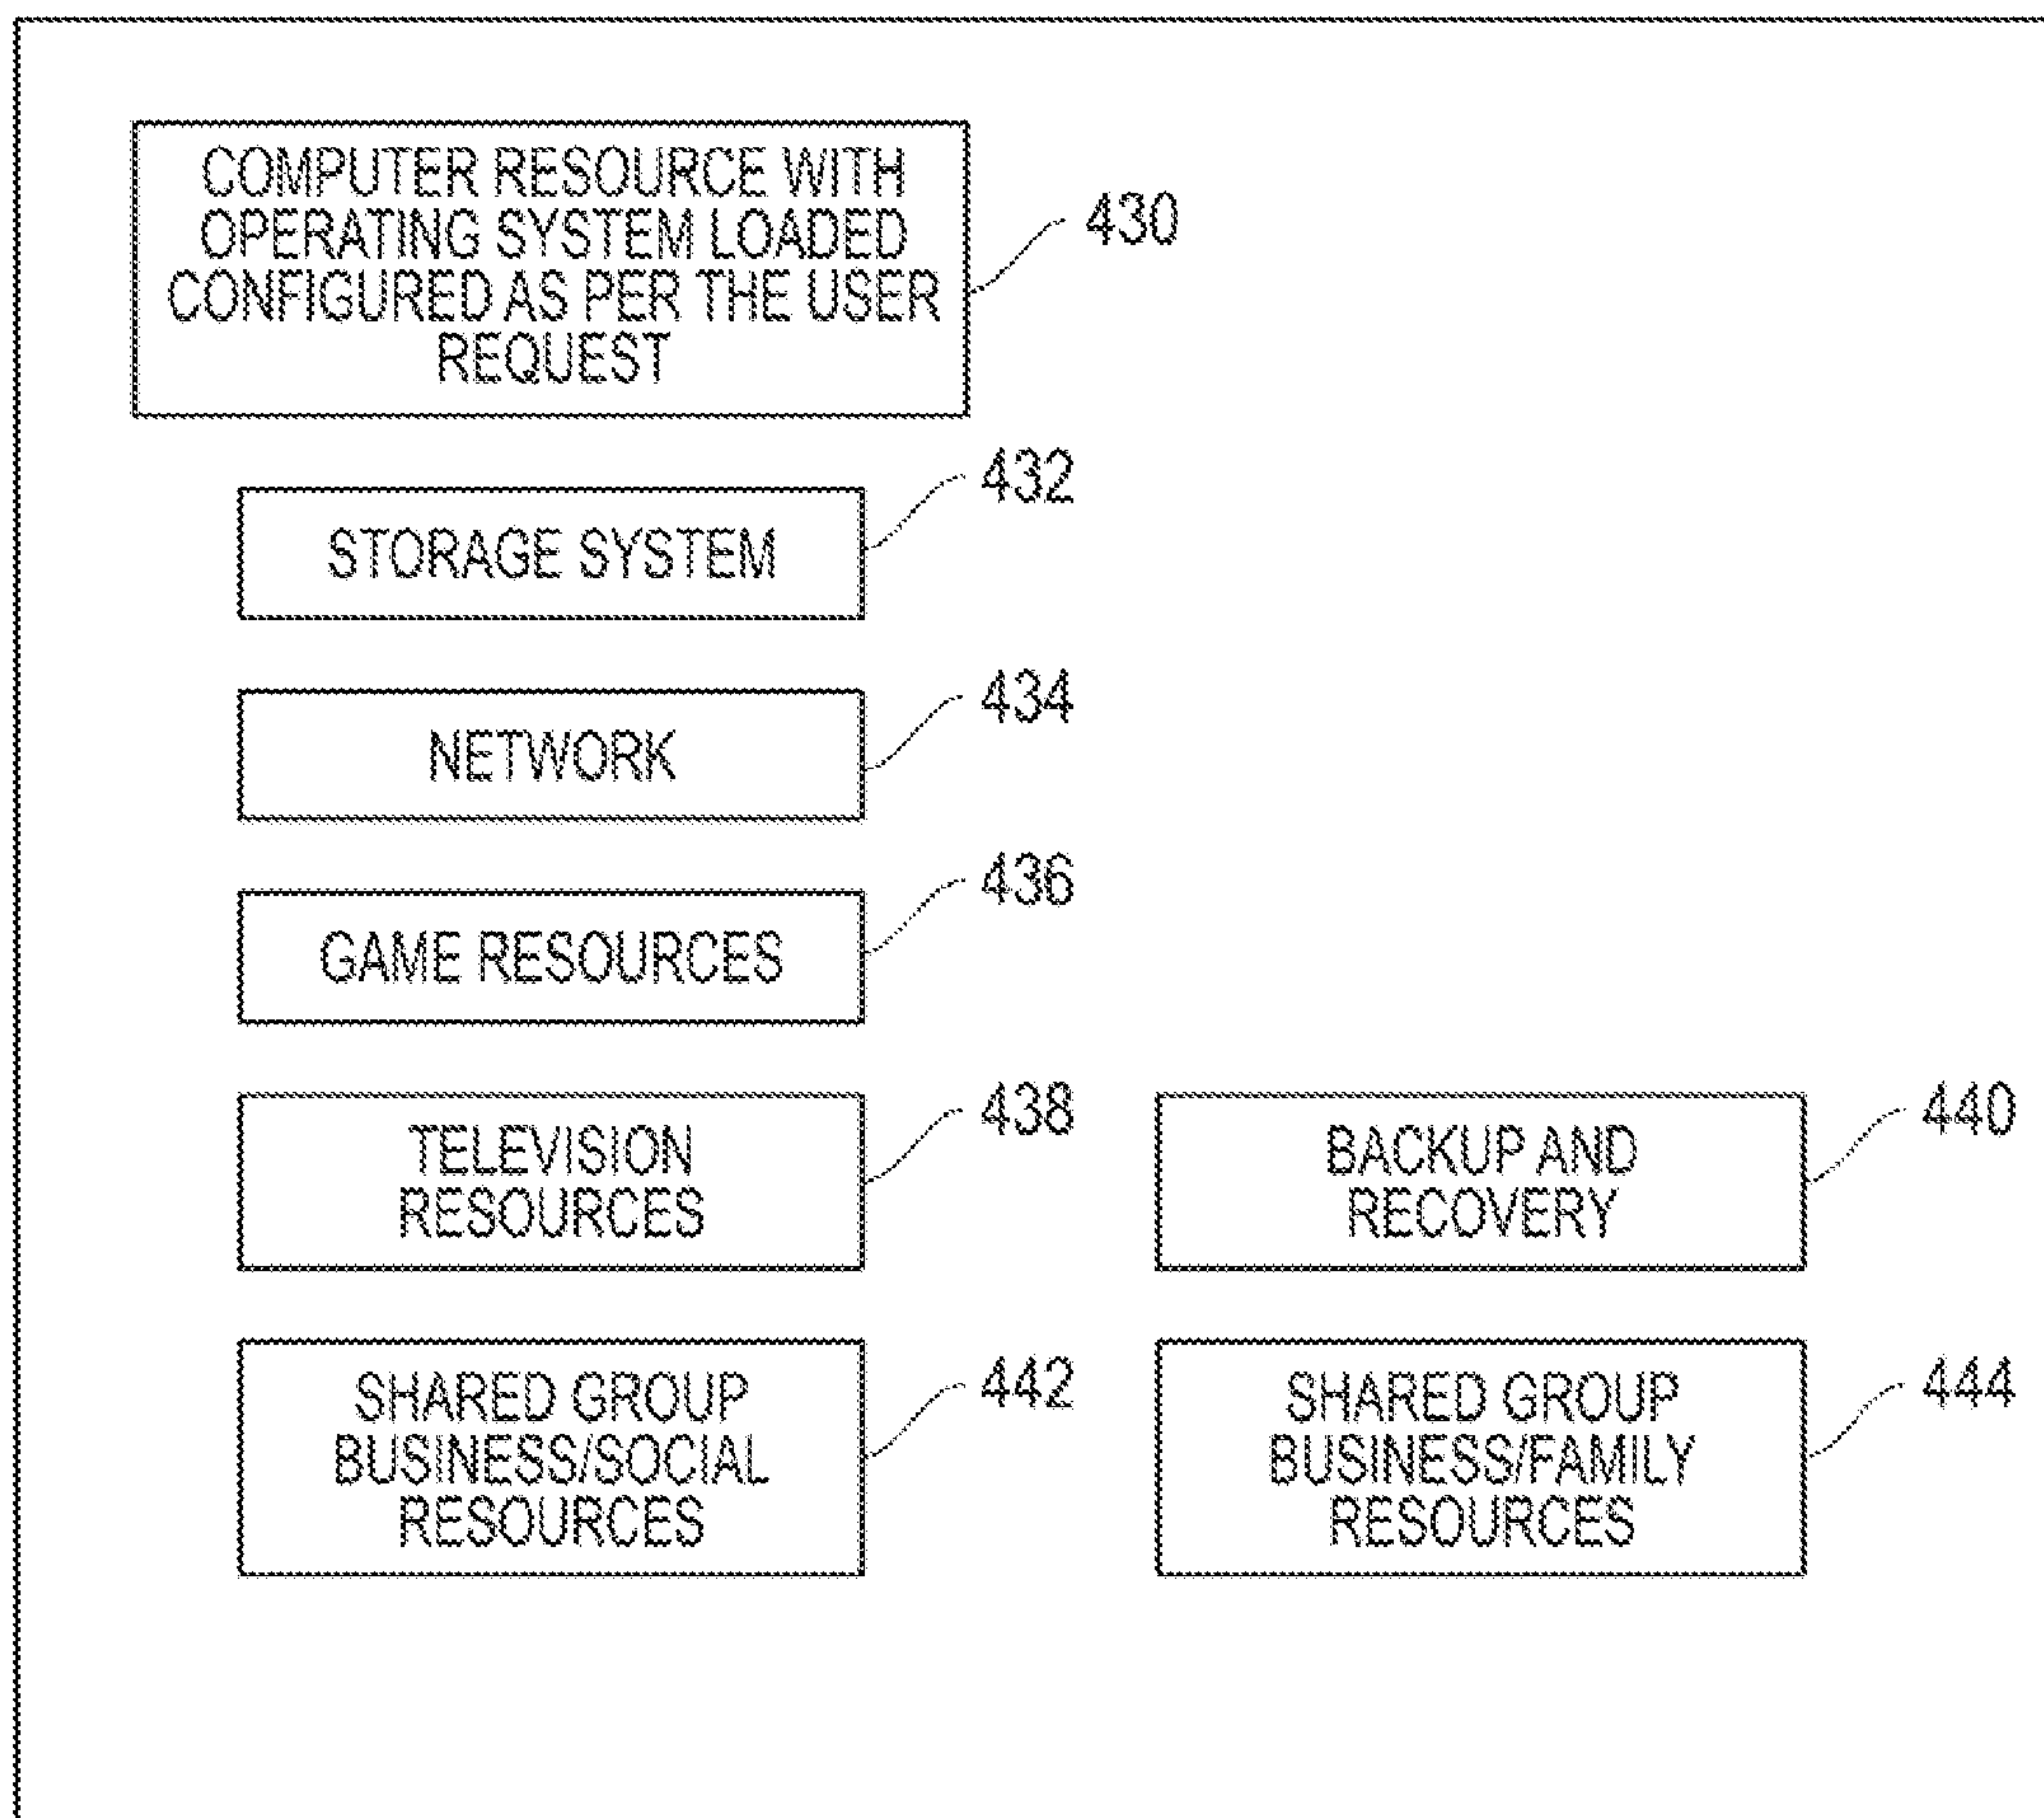 COMPUTER RESOURCE WITH
OPERATING SYSTEM LOADED
CONFIGURED AS PER THE USER
REQUEST
430
STORAGE SYSTEM
432
NETWORK
434
GAME RESOURCES
436
TELEVISION
RESOURCES
438
BACKUP AND
RECOVERY
440
SHARED GROUP
BUSINESS/SOCIAL
RESOURCES
442
SHARED GROUP
BUSINESS/FAMILY
RESOURCES
444